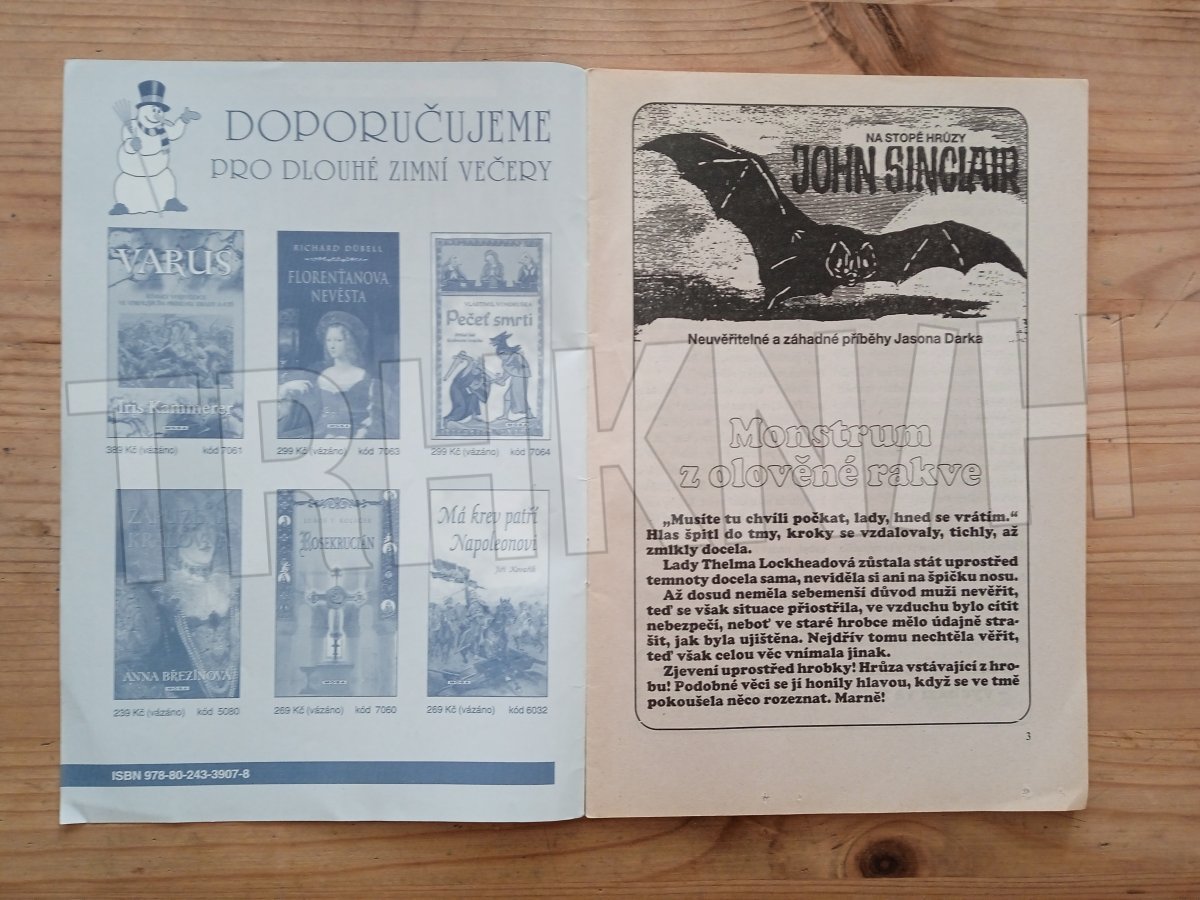 DOPORUČUJEME
PRO DLOUHÉ ZIMNÍ VEČERY
VARUS
Iris Kammerer
389 Kč (vázáno) kód 7061
RICHARD DÜBELL
FLORENŤANOVA
NEVĚSTA
MOBA
299 Kč (vázáno) kód 7063
VLASTIMIL VONDRUŠKA
Pečeť smrti
299 Kč (vázáno) kód 7064
ANNA BŘEZINOVÁ
MOBA
239 Kč (vázáno) kód 5080
ROSEKRUCIÁN
MOBA
269 Kč (vázáno) kód 7060
Má krev patří
Napoleonovi
Jiří Kovařík
MOBA
269 Kč (vázáno) kód 6032
ISBN 978-80-243-3907-8
NA STOPĚ HRŮZY
JOHN SINCLAIR
Neuvěřitelné a záhadné příběhy Jasona Darka
Monstrum
z olověné rakve
„Musíte tu chvíli počkat, lady, hned se vrátím.“
Hlas špitl do tmy, kroky se vzdalovaly, tichly, až
zmlkly docela.
Lady Thelma Lockheadová zůstala stát uprostřed
temnoty docela sama, neviděla si ani na špičku nosu.
Až dosud neměla sebemenší důvod muži nevěřit,
teď se však situace přiostřila, ve vzduchu bylo cítit
nebezpečí, neboť ve staré hrobce mělo údajně stra-
šit, jak byla ujištěna. Nejdřív tomu nechtěla věřit,
teď však celou věc vnímala jinak.
Zjevení uprostřed hrobky! Hrůza vstávající z hro-
bu! Podobné věci se jí honily hlavou, když se ve tmě
pokoušela něco rozeznat. Marně!
3
TRHKNIH